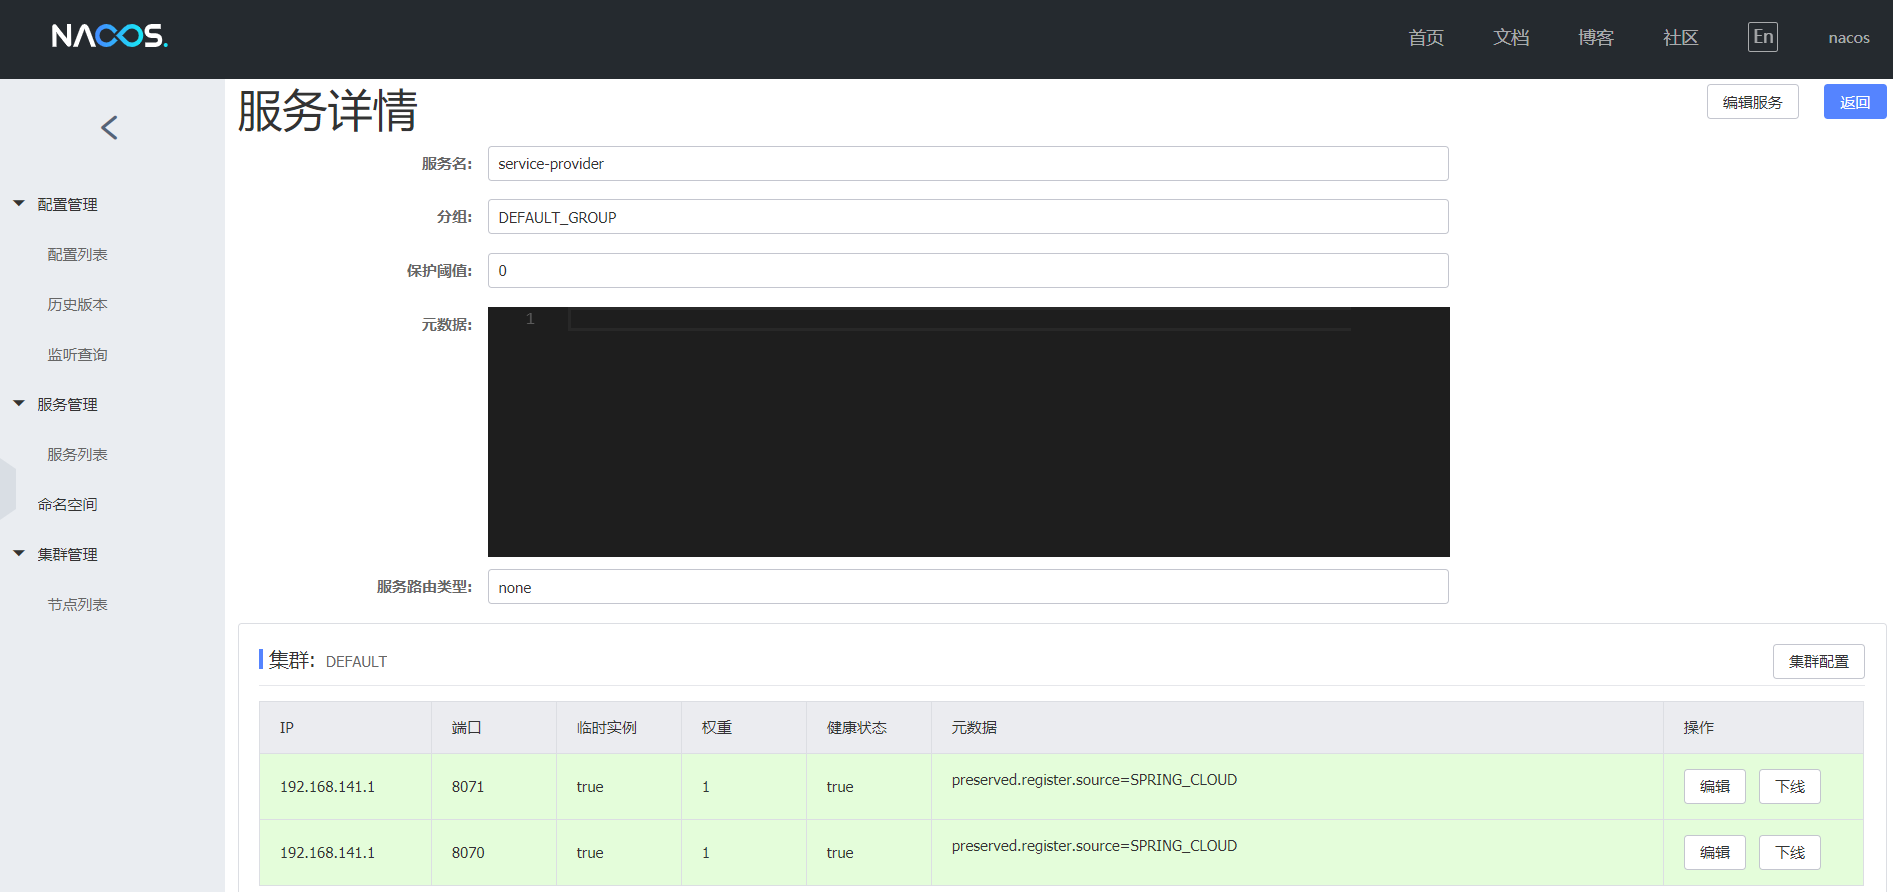 NACOS.
首页 文档 博客 社区 En nacos
服务详情
编辑服务 返回
配置管理
配置列表
历史版本
监听查询
服务管理
服务列表
命名空间
集群管理
节点列表
服务名: service-provider
分组: DEFAULT_GROUP
保护阈值: 0
元数据: 1
服务路由类型: none
集群: DEFAULT 集群配置
IP 端口 临时实例 权重 健康状态 元数据 操作
192.168.141.1 8071 true 1 true preserved.register.source=SPRING_CLOUD 编辑 下线
192.168.141.1 8070 true 1 true preserved.register.source=SPRING_CLOUD 编辑 下线